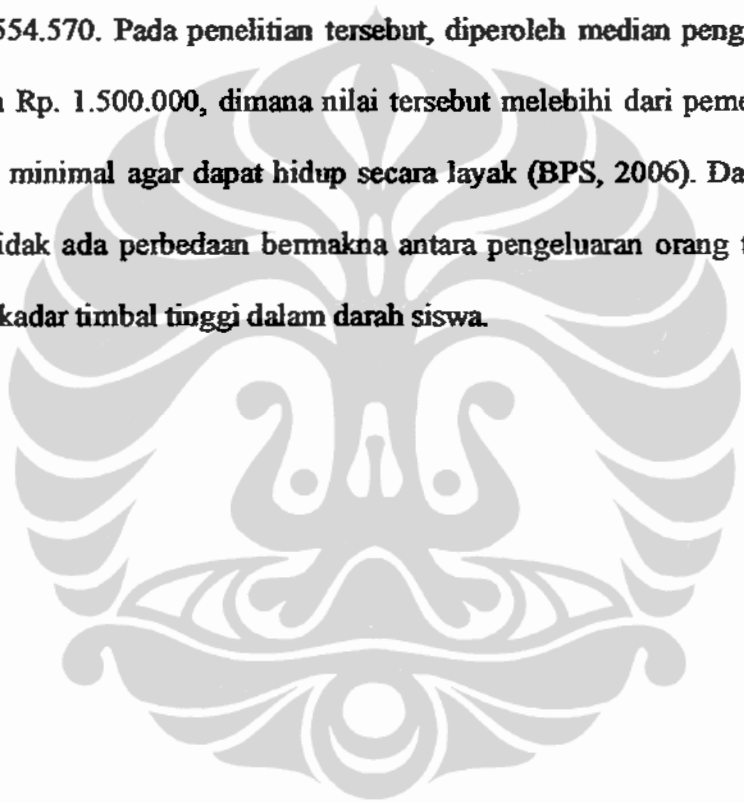 554.570. Pada penelitian tersebut, diperoleh median peng
Rp. 1.500.000, dimana nilai tersebut melebihi dari peme
minimal agar dapat hidup secara layak (BPS, 2006). Da
idak ada perbedaan bermakna antara pengeluaran orang t
kadar timbal tinggi dalam darah siswa.